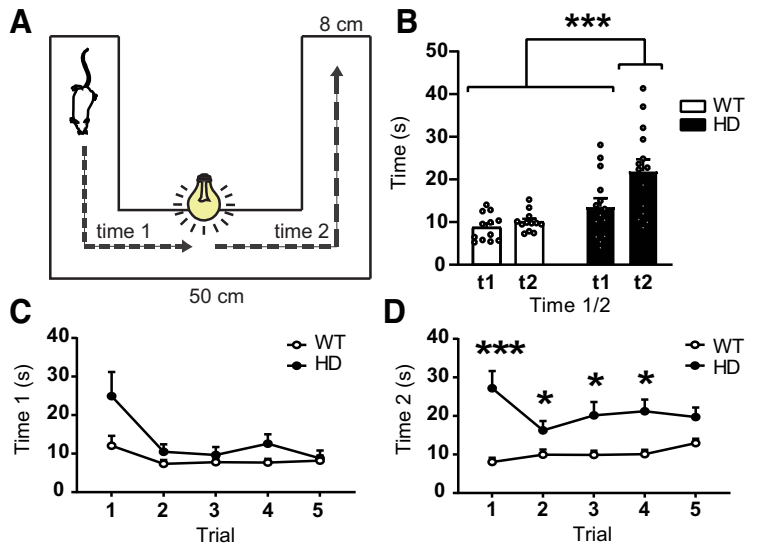 A
8 cm
time 1
time 2
50 cm
B
***
50
40
30
20
10
0
Time (s)
WT
HD
t1 t2 t1 t2
Time 1/2
C
40
30
20
10
0
Time 1 (s)
WT
HD
1 2 3 4 5
Trial
D
40
30
20
10
0
Time 2 (s)
*** * * *
WT
HD
1 2 3 4 5
Trial